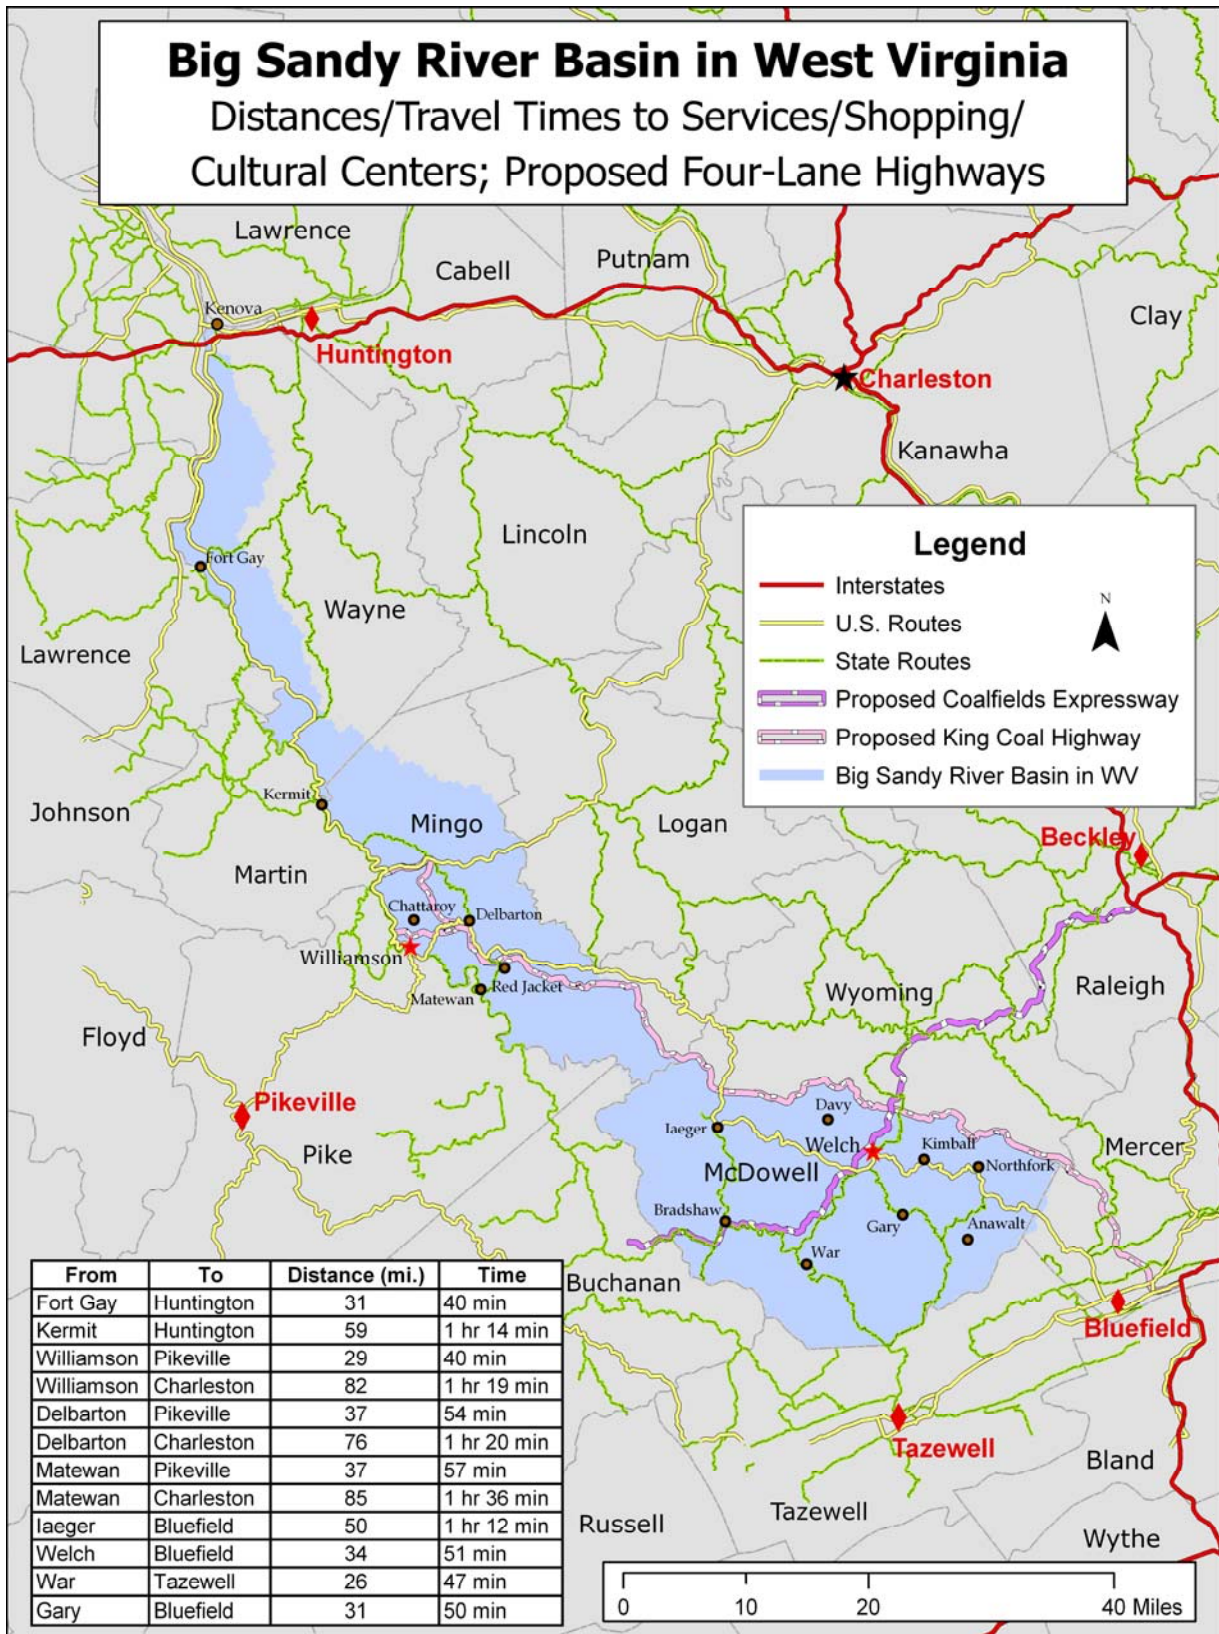 Big Sandy River Basin in West Virginia
Distances/Travel Times to Services/Shopping/
Cultural Centers; Proposed Four-Lane Highways
Lawrence
Cabell
Putnam
Clay
Kenova
Huntington
Charleston
Kanawha
Lincoln
Fort Gay
Wayne
Lawrence
Legend
Interstates
U.S. Routes
State Routes
Proposed Coalfields Expressway
Proposed King Coal Highway
Big Sandy River Basin in WV
N
Kermit
Johnson
Mingo
Logan
Beckley
Martin
Chattaroy
Delbarton
Williamson
Matewan
Red Jacket
Wyoming
Raleigh
Floyd
Pikeville
Pike
Iaeger
Davy
Welch
Kimball
Northfork
Mercer
McDowell
Bradshaw
Gary
Anawalt
War
Buchanan
Bluefield
Tazewell
Bland
Tazewell
Russell
Wythe
From To Distance (mi.) Time
Fort Gay Huntington 31 40 min
Kermit Huntington 59 1 hr 14 min
Williamson Pikeville 29 40 min
Williamson Charleston 82 1 hr 19 min
Delbarton Pikeville 37 54 min
Delbarton Charleston 76 1 hr 20 min
Matewan Pikeville 37 57 min
Matewan Charleston 85 1 hr 36 min
Iaeger Bluefield 50 1 hr 12 min
Welch Bluefield 34 51 min
War Tazewell 26 47 min
Gary Bluefield 31 50 min
0 10 20 40 Miles